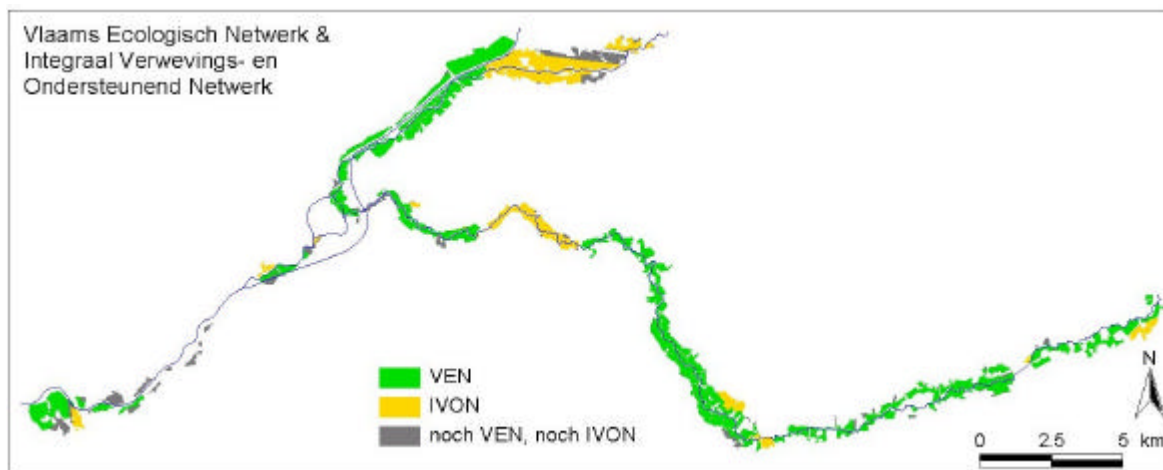 Vlaams Ecologisch Netwerk &
Integraal Verwevings- en
Ondersteunend Netwerk
VEN
IVON
noch VEN, noch IVON
N
0 2.5 5 km